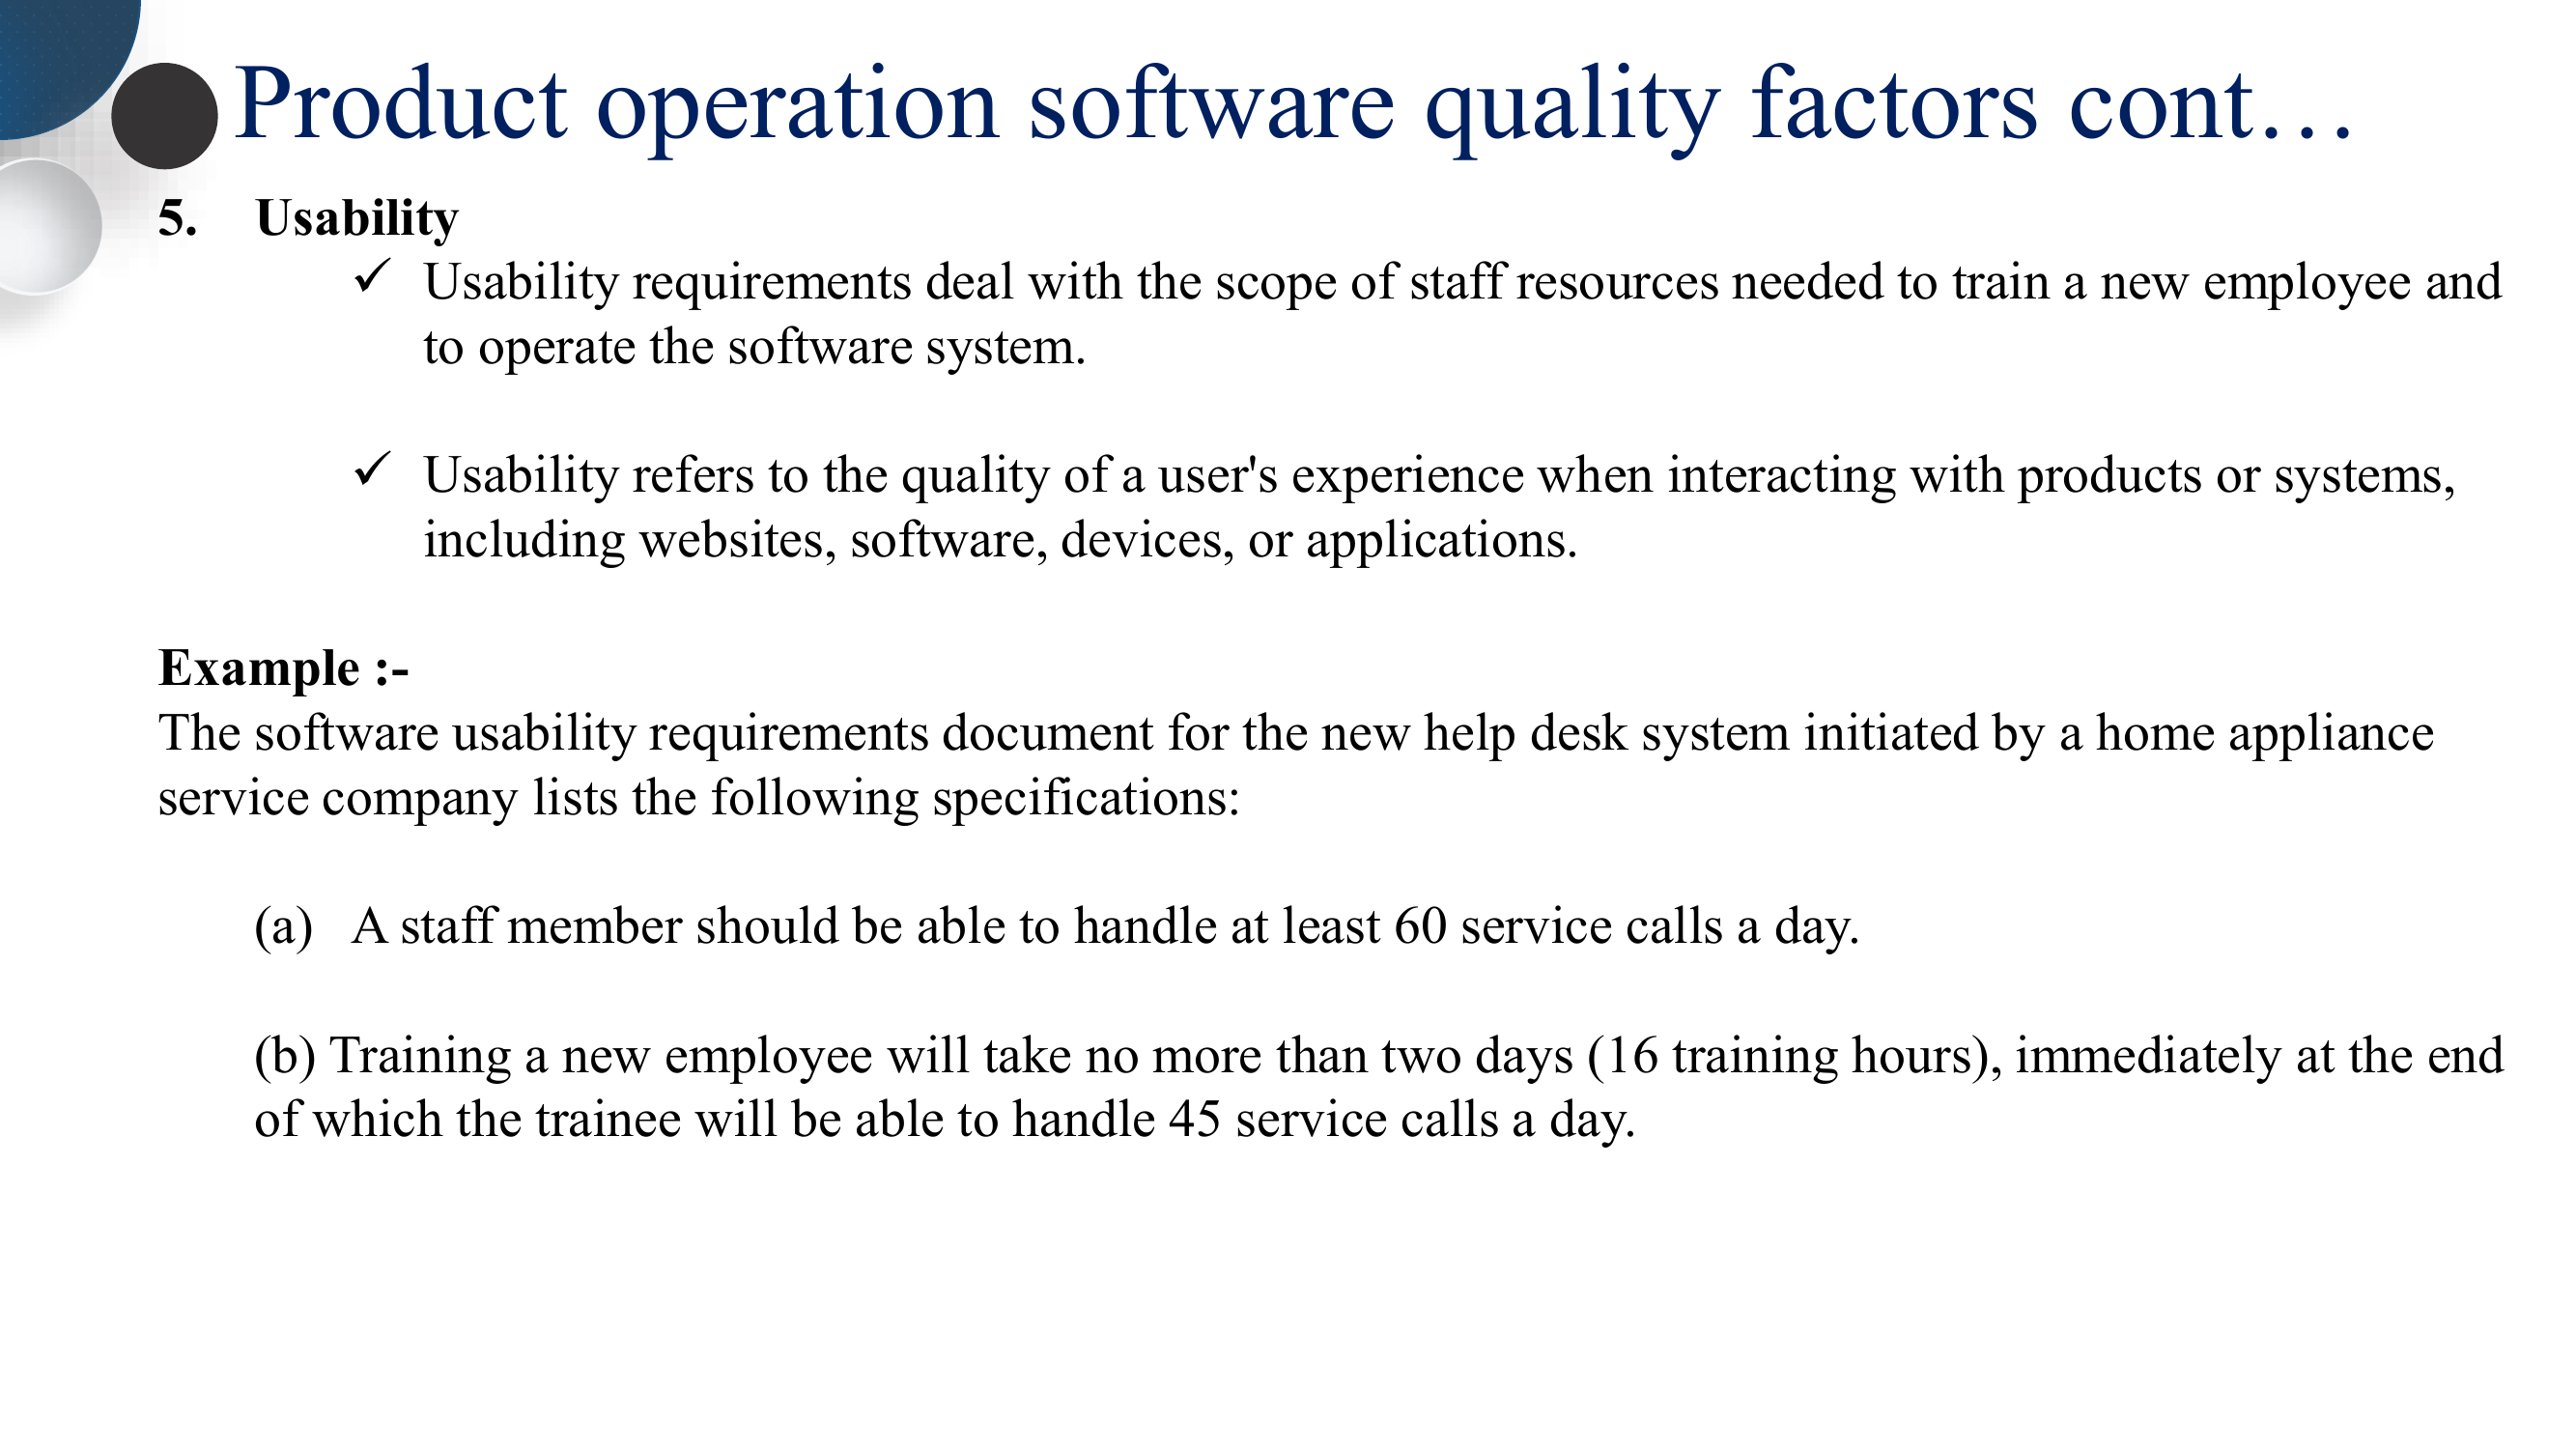 Product operation software quality factors cont…
5. Usability
✓ Usability requirements deal with the scope of staff resources needed to train a new employee and
to operate the software system.
✓ Usability refers to the quality of a user's experience when interacting with products or systems,
including websites, software, devices, or applications.
Example :-
The software usability requirements document for the new help desk system initiated by a home appliance
service company lists the following specifications:
(a) A staff member should be able to handle at least 60 service calls a day.
(b) Training a new employee will take no more than two days (16 training hours), immediately at the end
of which the trainee will be able to handle 45 service calls a day.